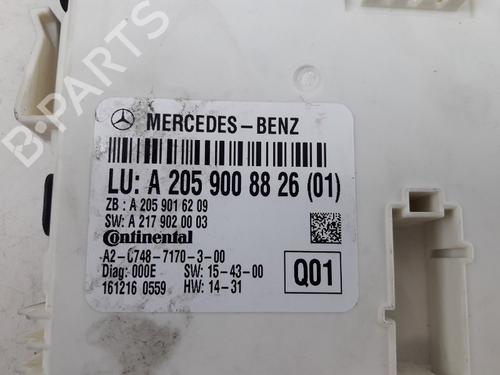 B-PARTS
MERCEDES-BENZ
LU: A 205 900 88 26 (01)
ZB : A 205 901 62 09
SW: A 217 902 00 03
Continental
A2-C748-7170-3-00
Diag: 000E SW: 15-43-00
161216 0559 HW: 14-31
Q01